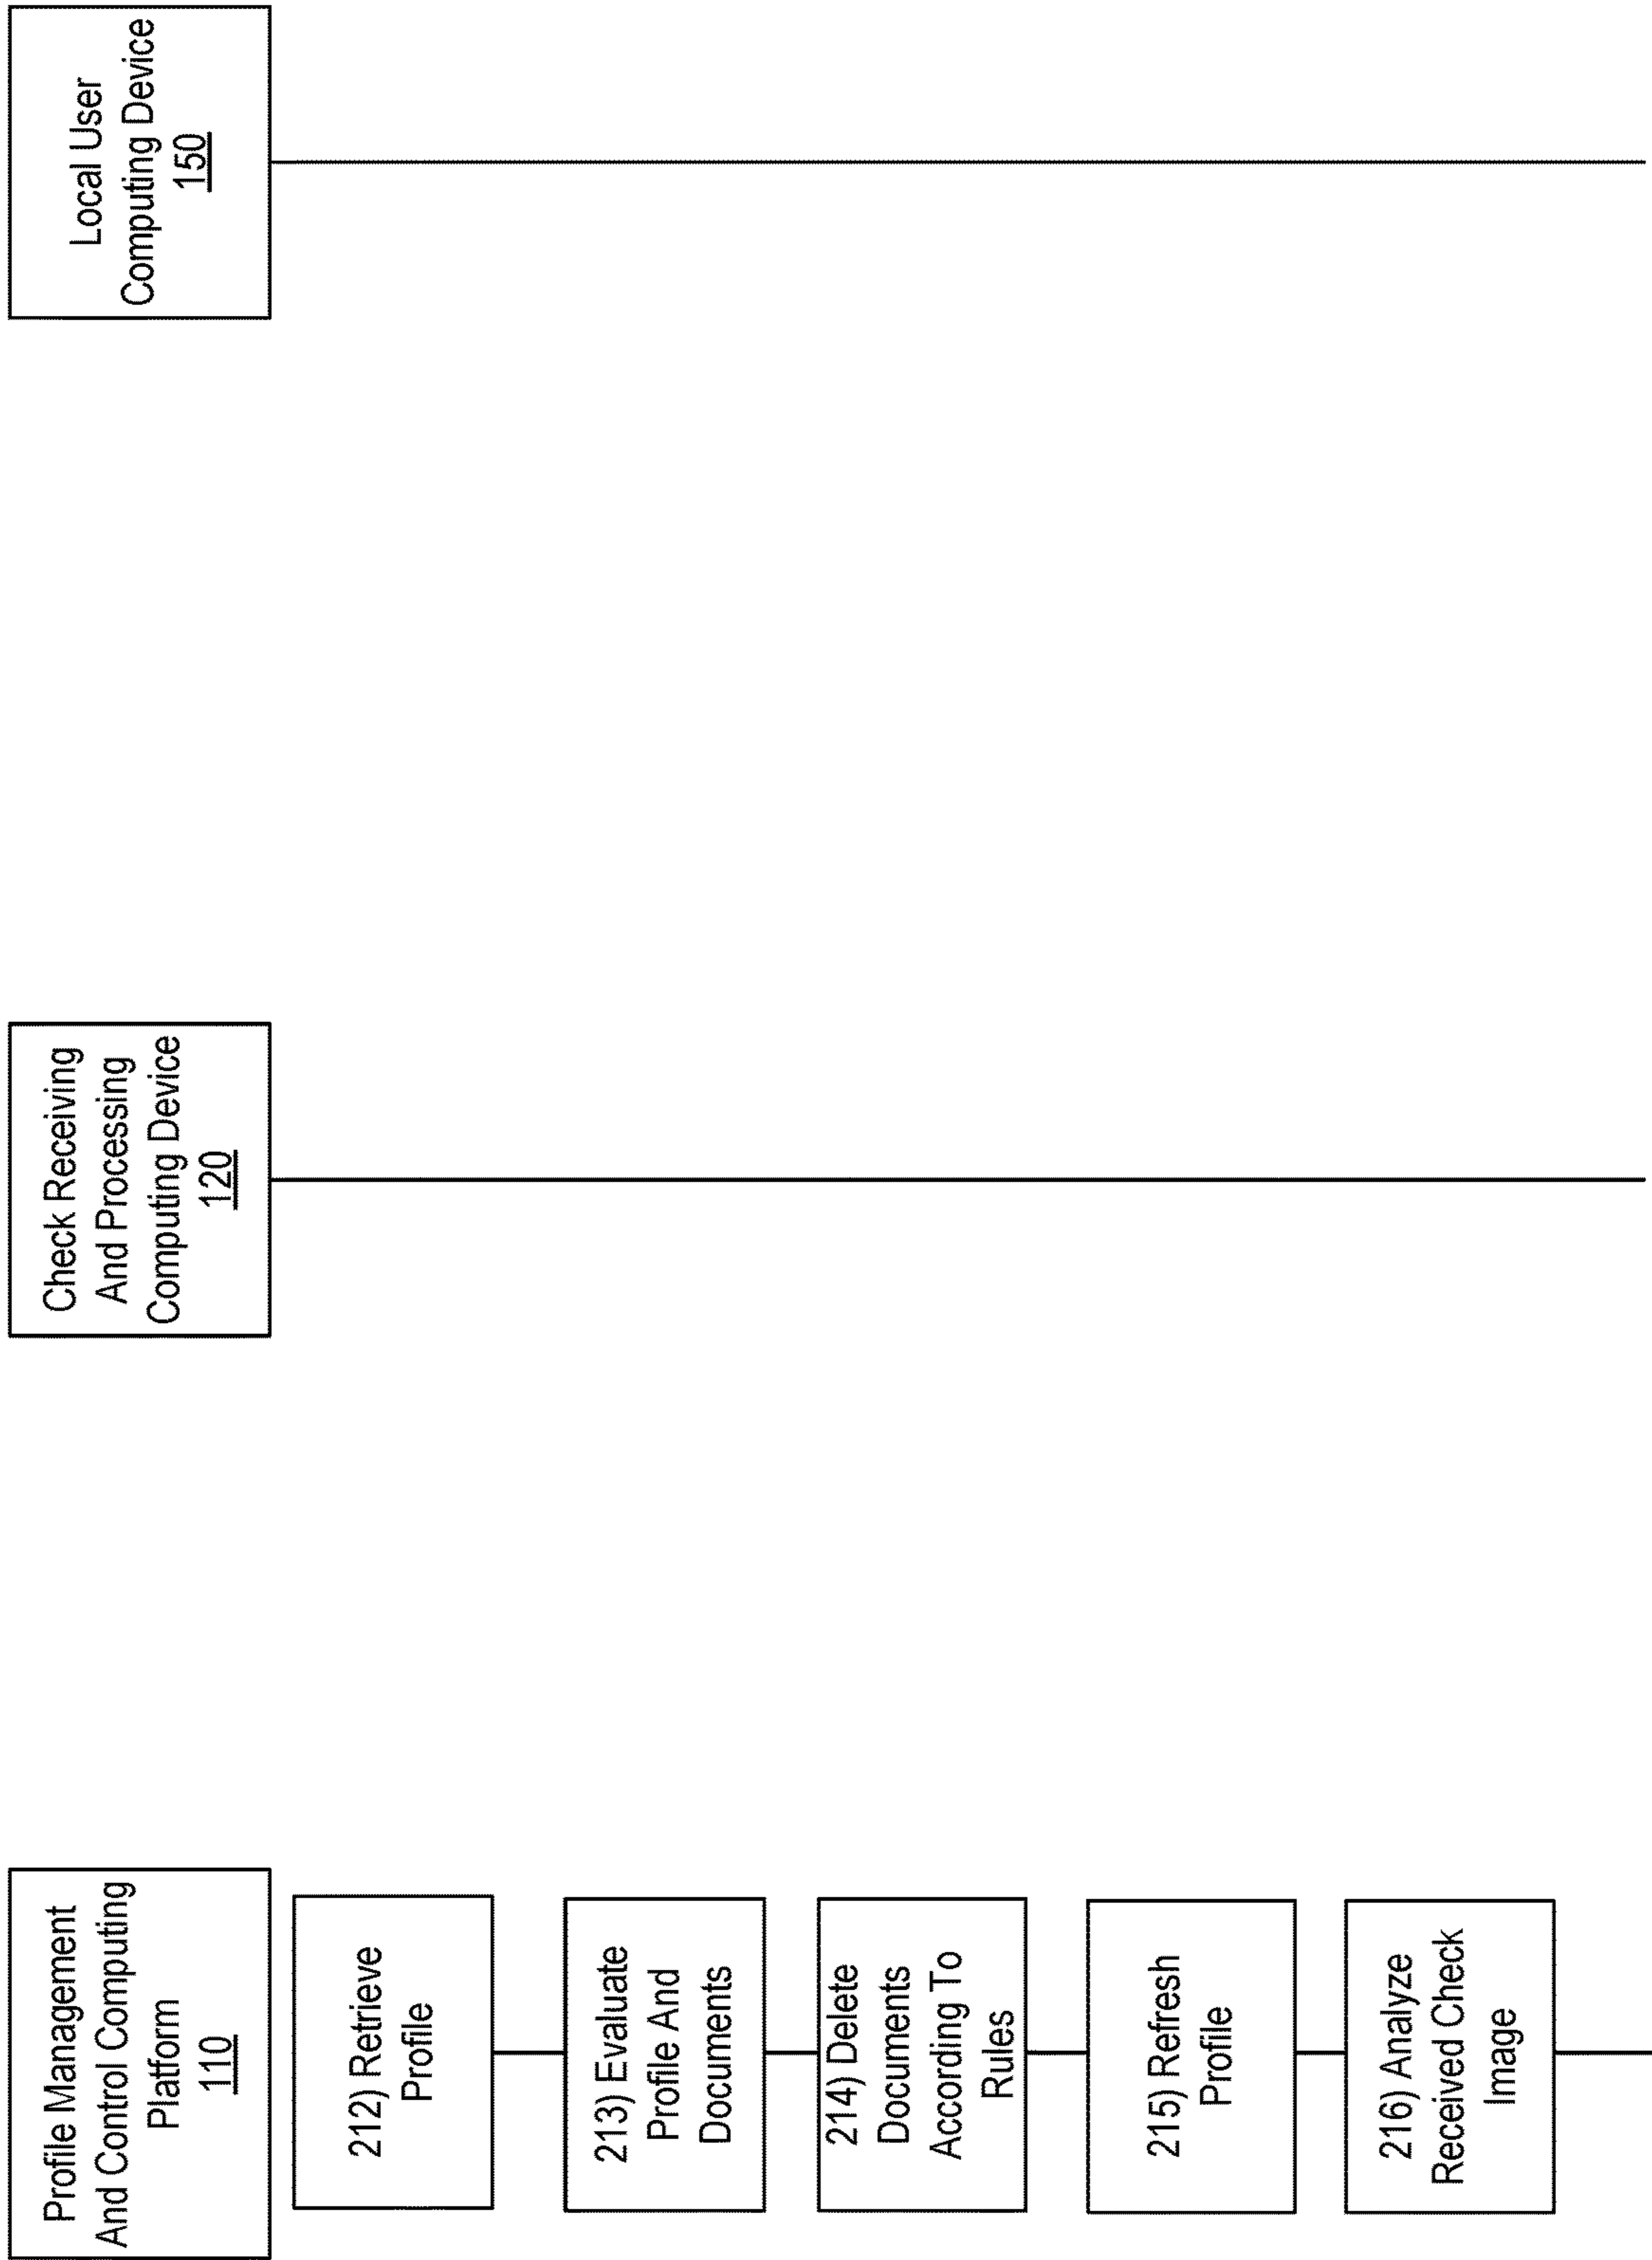 Profile Management
And Control Computing
Platform
110
Check Receiving
And Processing
Computing Device
120
Local User
Computing Device
150
212) Retrieve
Profile
213) Evaluate
Profile And
Documents
214) Delete
Documents
According To
Rules
215) Refresh
Profile
216) Analyze
Received Check
Image